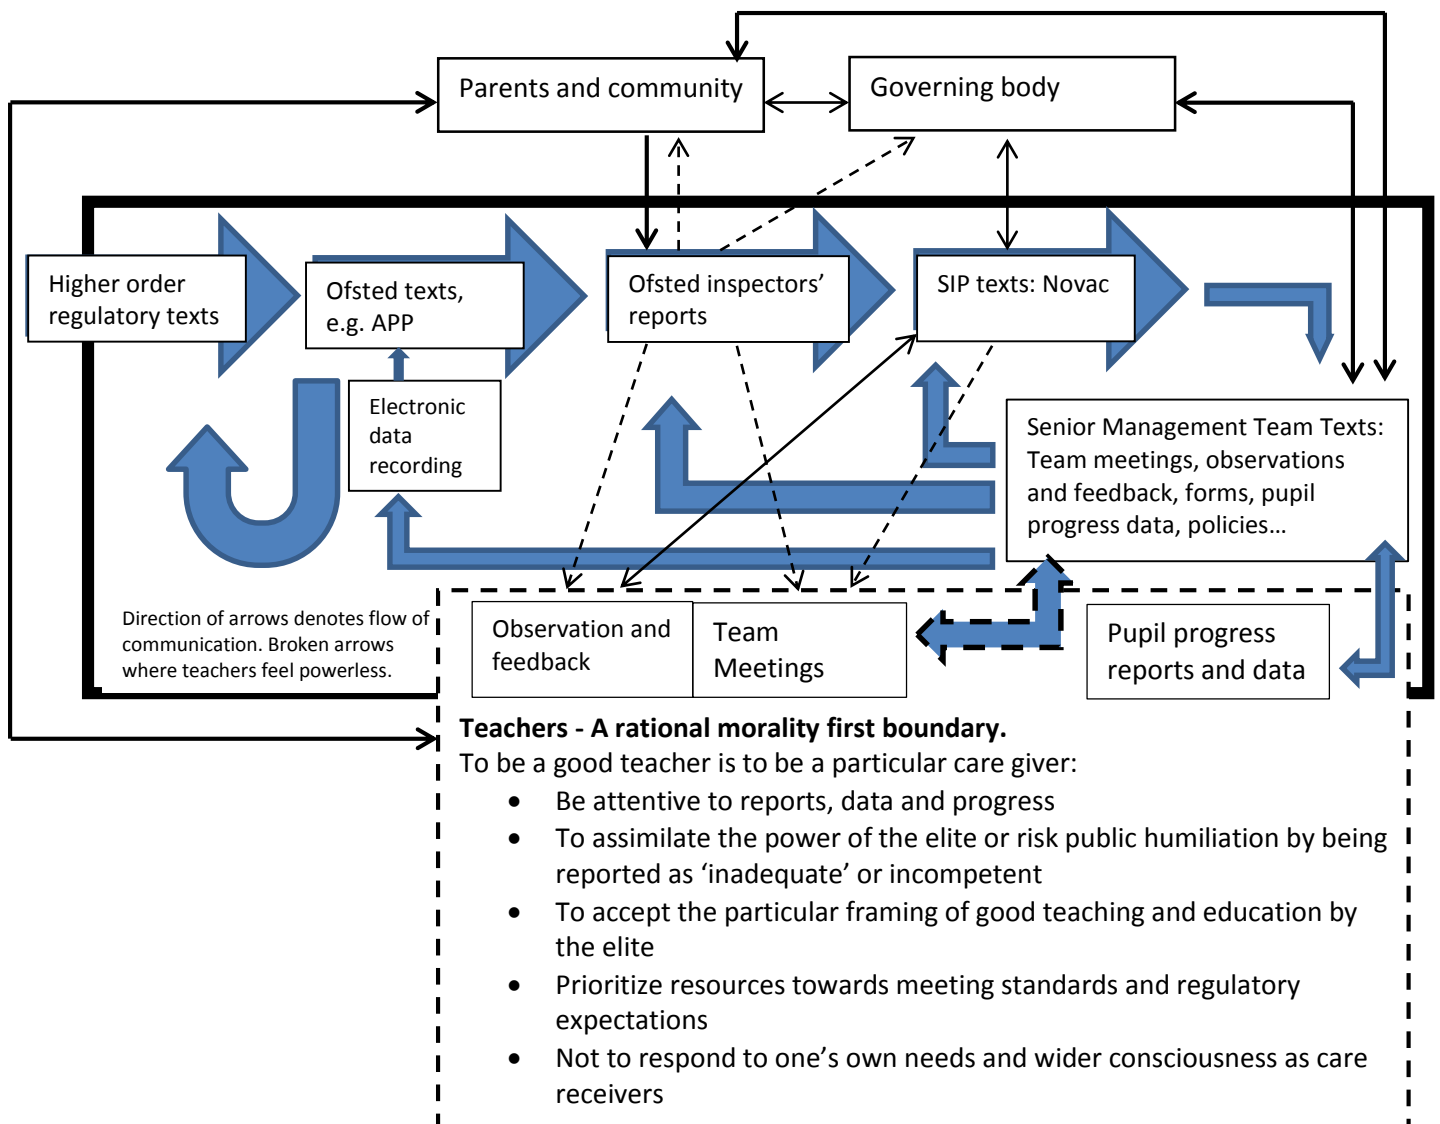 Parents and community
Governing body
Higher order
regulatory texts
Ofsted texts,
e.g. APP
Ofsted inspectors’
reports
SIP texts: Novac
Electronic
data
recording
Senior Management Team Texts:
Team meetings, observations
and feedback, forms, pupil
progress data, policies…
Direction of arrows denotes flow of
communication. Broken arrows
where teachers feel powerless.
Observation and
feedback
Team
Meetings
Pupil progress
reports and data
Teachers - A rational morality first boundary.
To be a good teacher is to be a particular care giver:
• Be attentive to reports, data and progress
• To assimilate the power of the elite or risk public humiliation by being
reported as ‘inadequate’ or incompetent
• To accept the particular framing of good teaching and education by
the elite
• Prioritize resources towards meeting standards and regulatory
expectations
• Not to respond to one’s own needs and wider consciousness as care
receivers